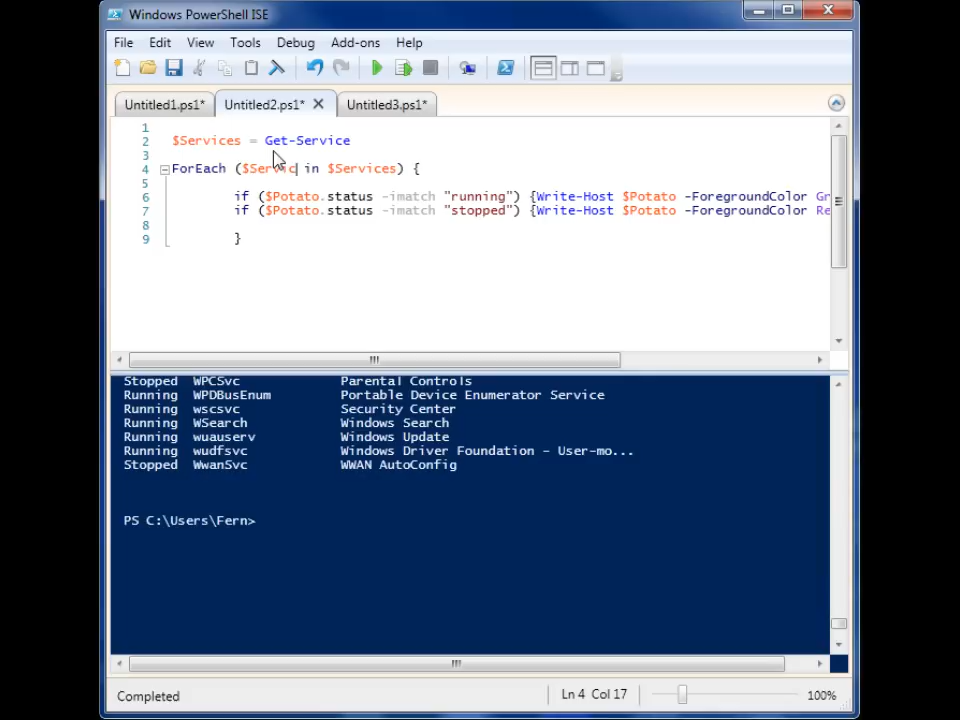 Windows PowerShell ISE
File Edit View Tools Debug Add-ons Help
Untitled1.ps1* Untitled2.ps1* Untitled3.ps1*
1
2 $Services = Get-Service
3
4 ForEach ($Servic in $Services) {
5
6 if ($Potato.status -imatch "running") {Write-Host $Potato -ForegroundColor Gr
7 if ($Potato.status -imatch "stopped") {Write-Host $Potato -ForegroundColor Re
8
9 }
Stopped WPCSvc Parental Controls
Running WPDBusEnum Portable Device Enumerator Service
Running wscsvc Security Center
Running WSearch Windows Search
Running wuauserv Windows Update
Running wudfsvc Windows Driver Foundation - User-mo...
Stopped WwanSvc WWAN AutoConfig
PS C:\Users\Fern>
Completed Ln 4 Col 17 100%